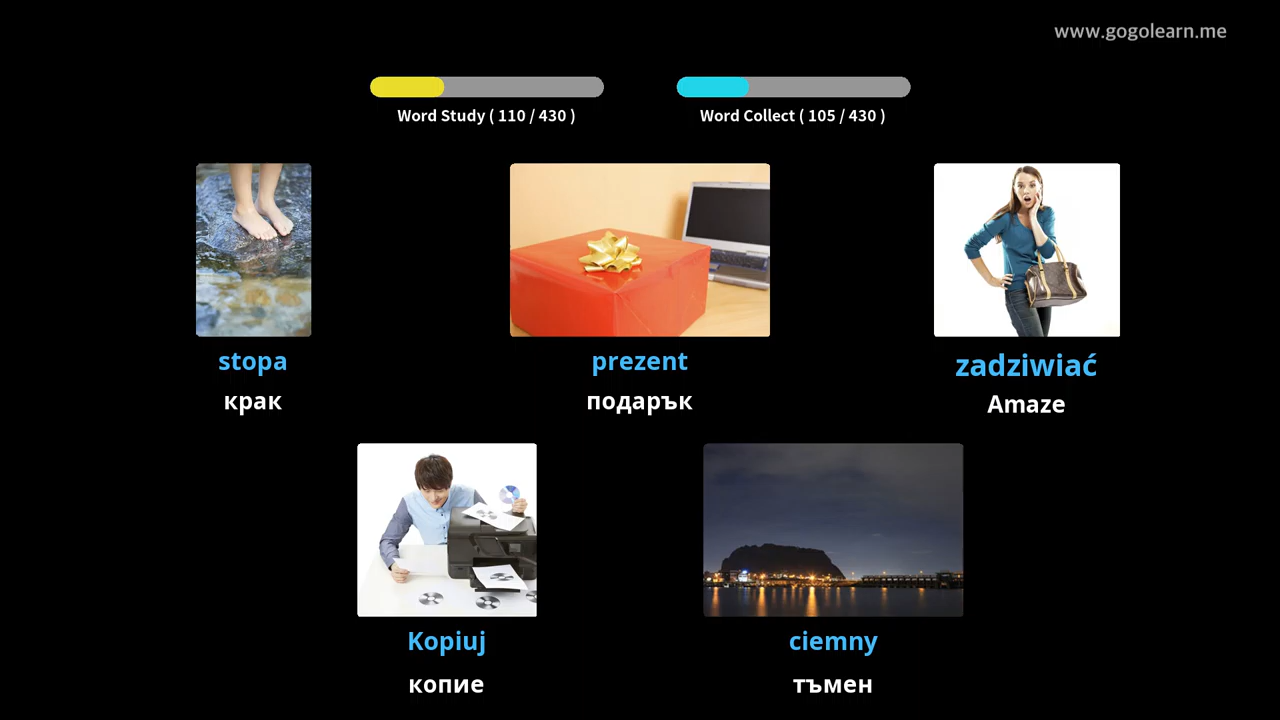 www.gogolearn.me
Word Study ( 110 / 430 )
Word Collect ( 105 / 430 )
stopa
крак
prezent
подарък
zadziwiać
Amaze
Kopiuj
копие
ciemny
тъмен